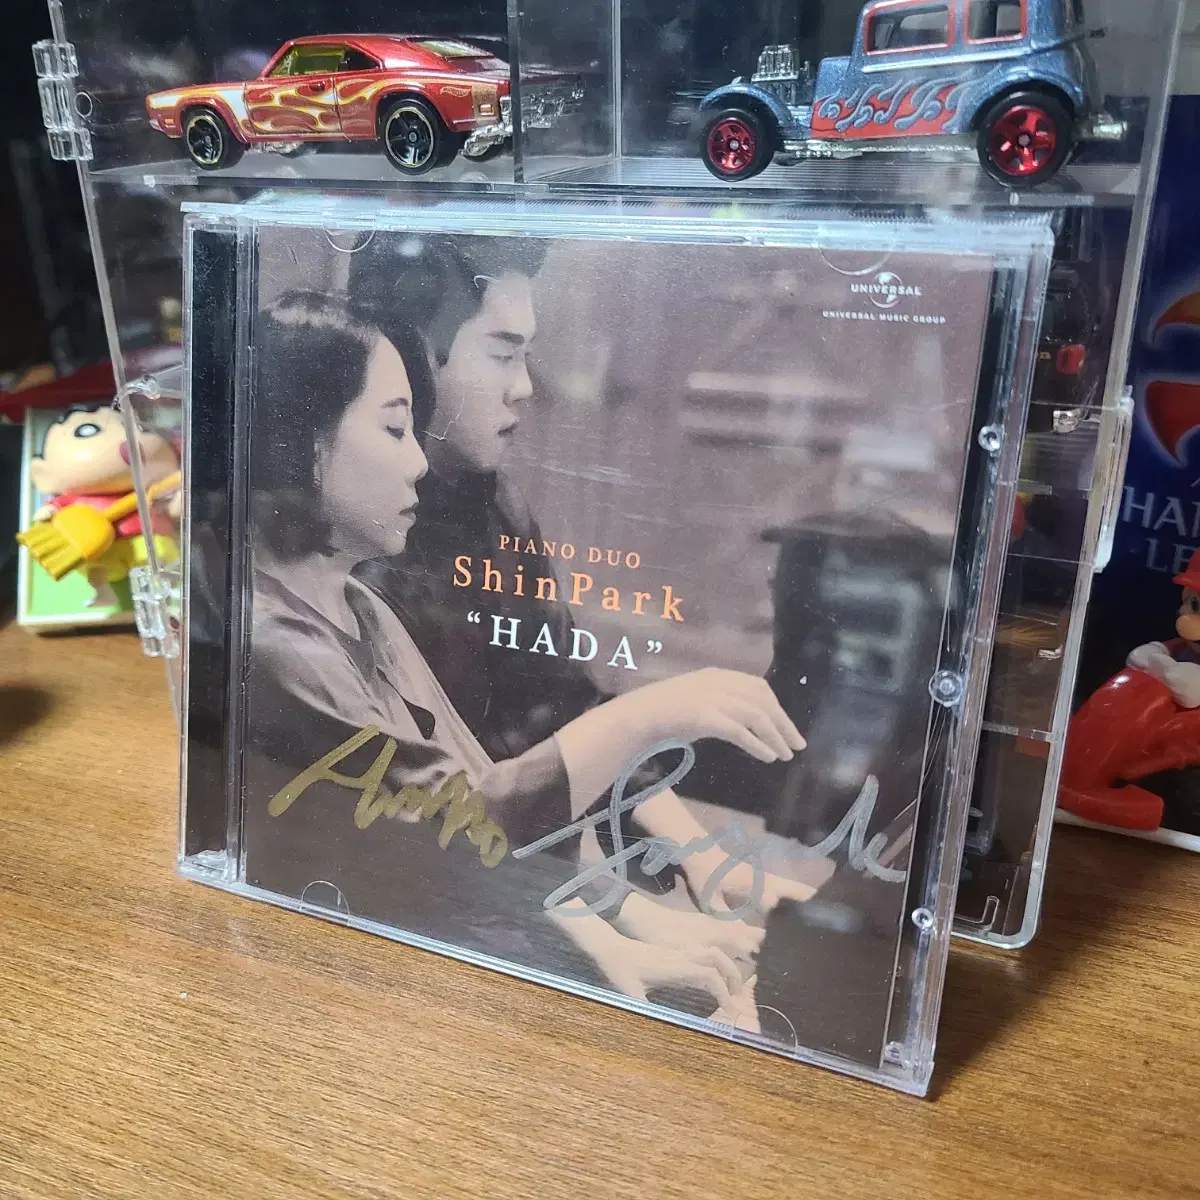 UNIVERSAL
UNIVERSAL MUSIC GROUP
PIANO DUO
ShinPark
"HADA"